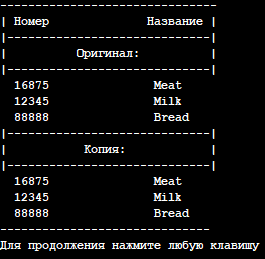 ------------------------------
| Номер              Название |
|-----------------------------|
|          Оригинал:          |
|-----------------------------|
  16875               Meat
  12345               Milk
  88888               Bread
|-----------------------------|
|           Копия:            |
|-----------------------------|
  16875               Meat
  12345               Milk
  88888               Bread
------------------------------
Для продолжения нажмите любую клавишу